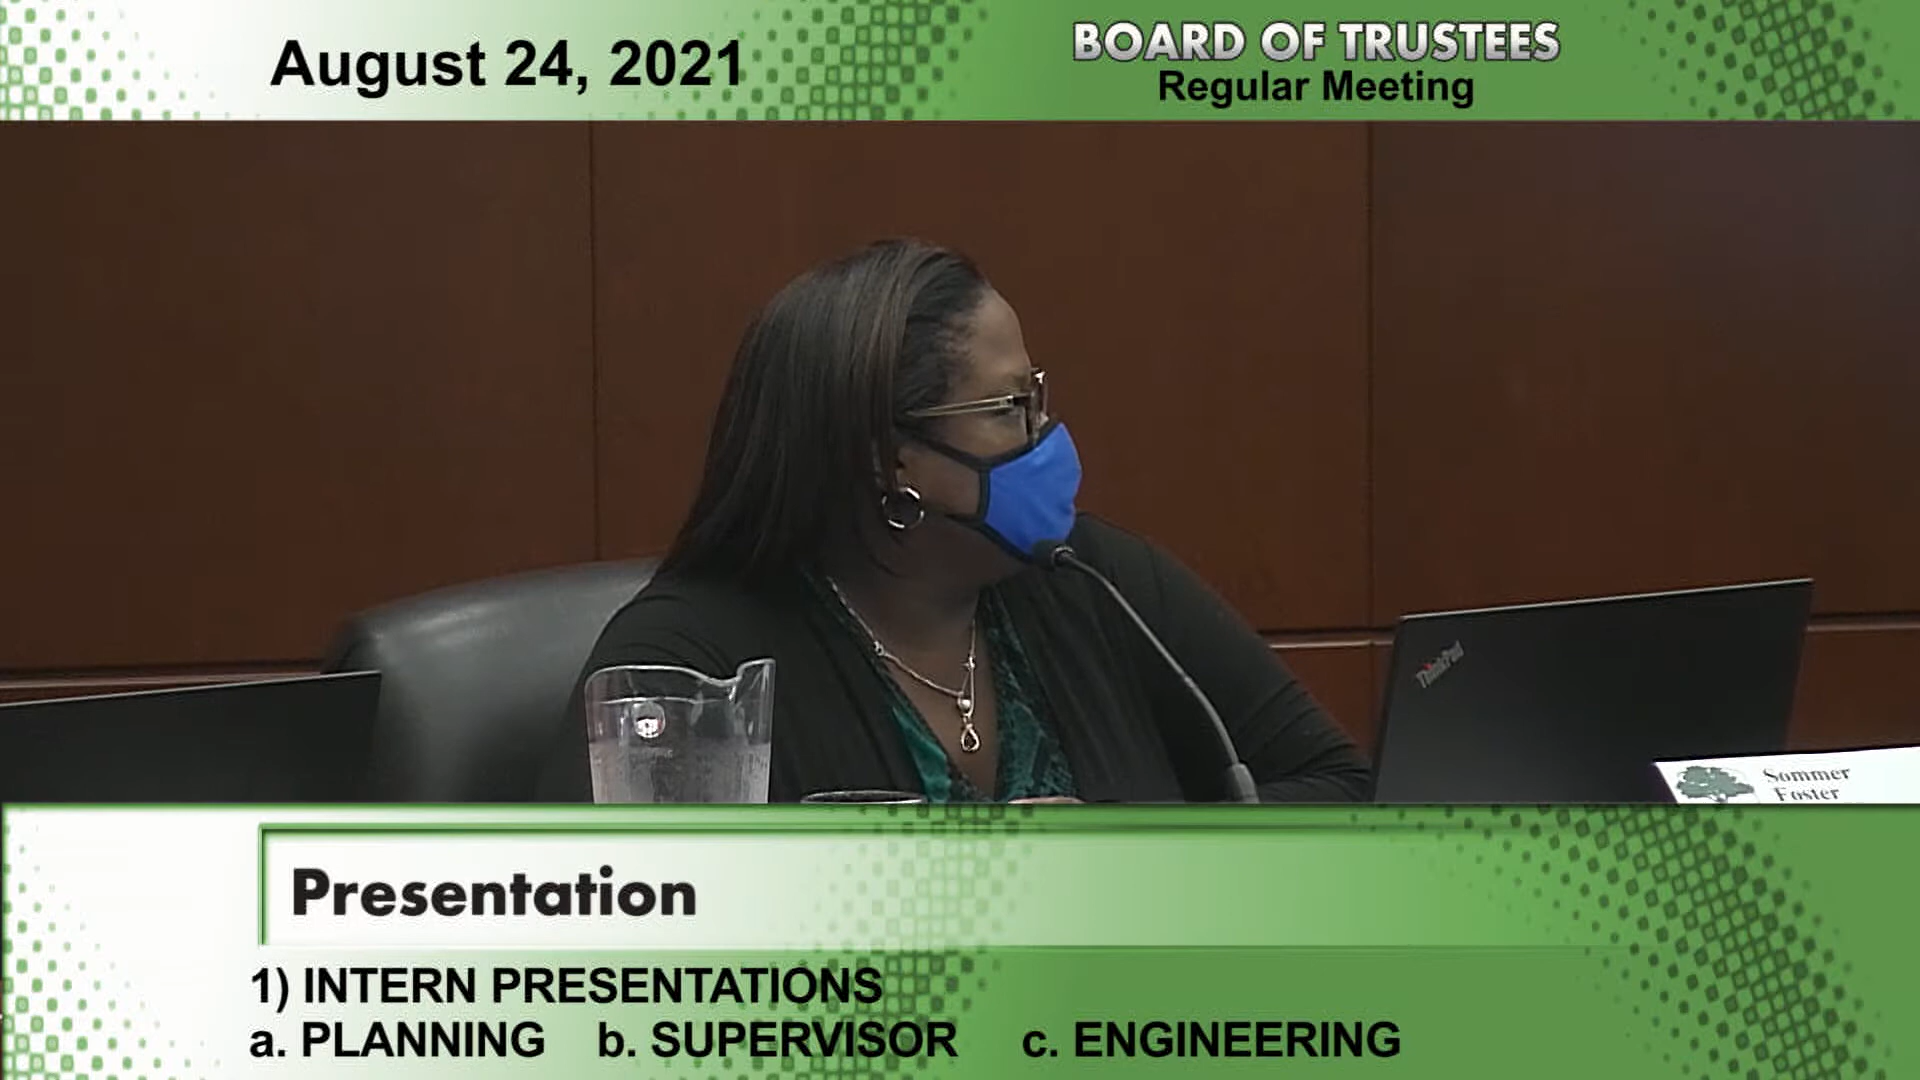 August 24, 2021
BOARD OF TRUSTEES
Regular Meeting
ThinkPad
Sommer
Foster
Presentation
1) INTERN PRESENTATIONS
a. PLANNING b. SUPERVISOR c. ENGINEERING